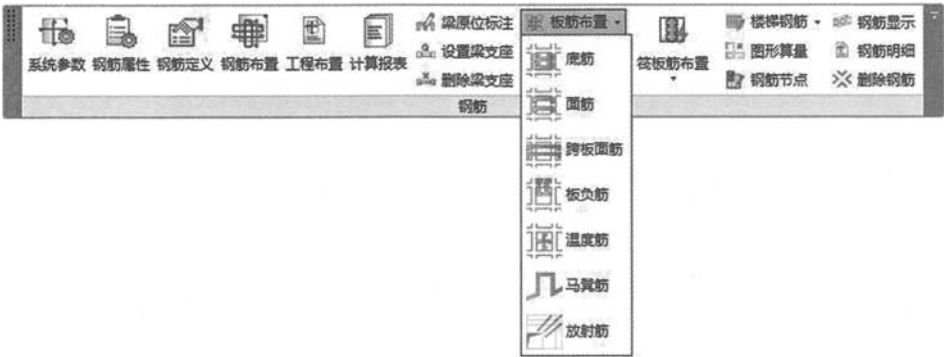 系统参数 钢筋属性 钢筋定义 钢筋布置 工程布置 计算报表
梁原位标注
设置梁支座
删除梁支座
板筋布置
底筋
面筋
跨板面筋
板负筋
温度筋
马凳筋
放射筋
筏板筋布置
楼梯钢筋
图形算量
钢筋节点
钢筋显示
钢筋明细
删除钢筋
钢筋